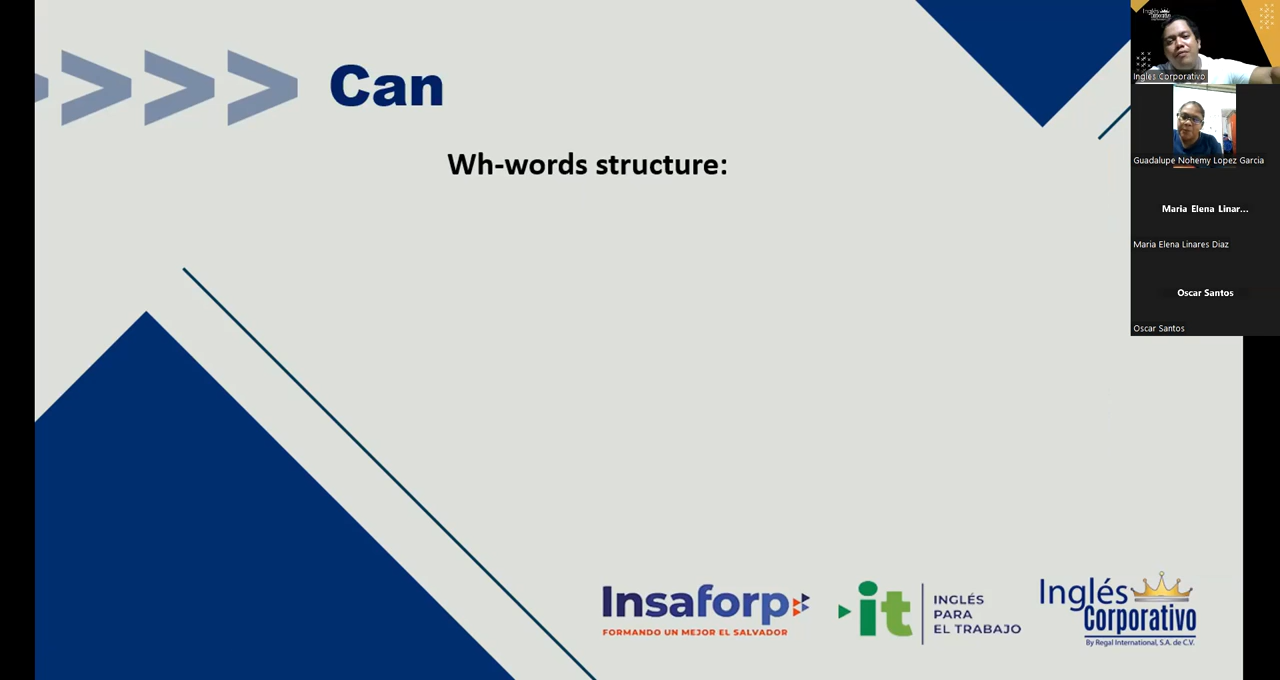 Can
Wh-words structure:
Inglés Corporativo
Inglés Corporativo
Guadalupe Nohemy Lopez Garcia
Maria Elena Linar...
Maria Elena Linares Diaz
Oscar Santos
Oscar Santos
Insaforp
FORMANDO UN MEJOR EL SALVADOR
it
INGLÉS
PARA
EL TRABAJO
Inglés
Corporativo
By Regal International, S.A. de C.V.